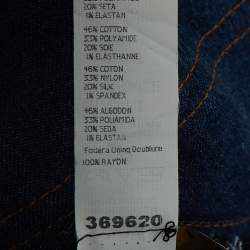 20% SETA
1% ELASTAN
46% COTTON
33% POLYAMIDE
20% SOIE
1% ELASTHANNE
46% COTON
33% NYLON
20% SILK
1% SPANDEX
46% ALGODON
33% POLIAMIDA
20% SEDA
1% ELASTAN
Fodera Lining Doublure
100% RAYON
369620